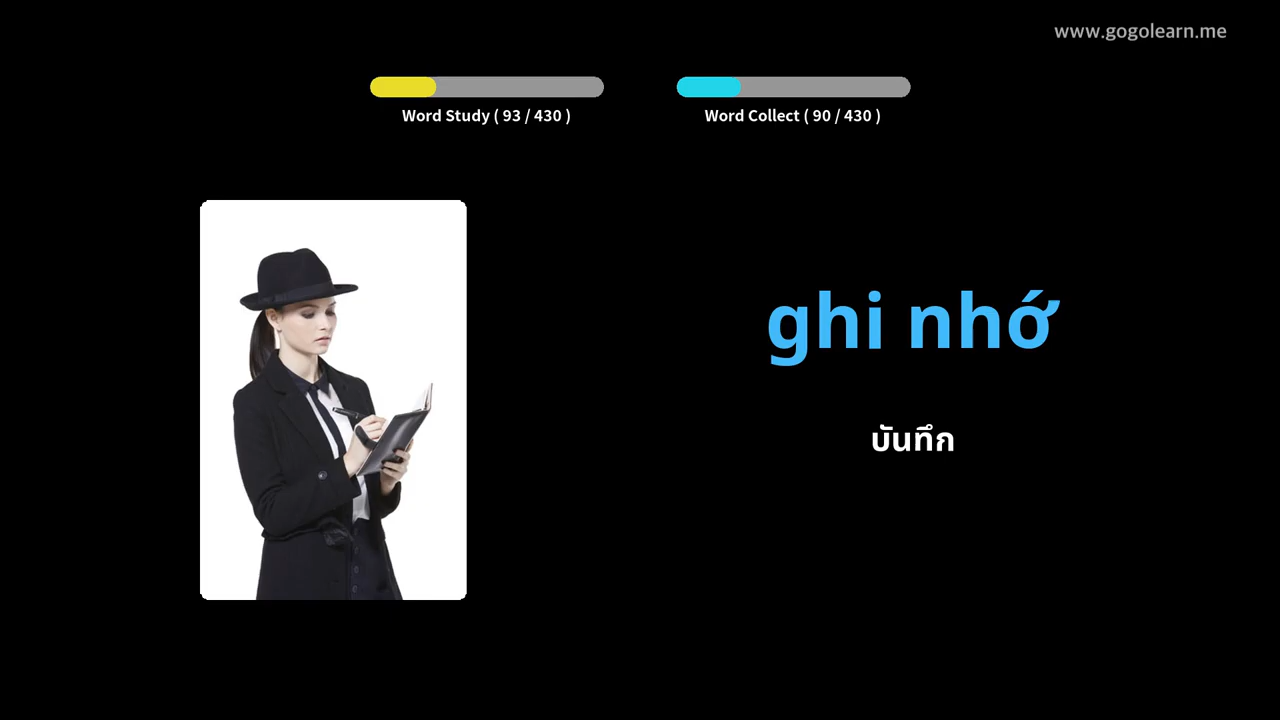 www.gogolearn.me
Word Study ( 93 / 430 )
Word Collect ( 90 / 430 )
ghi nhớ
บันทึก